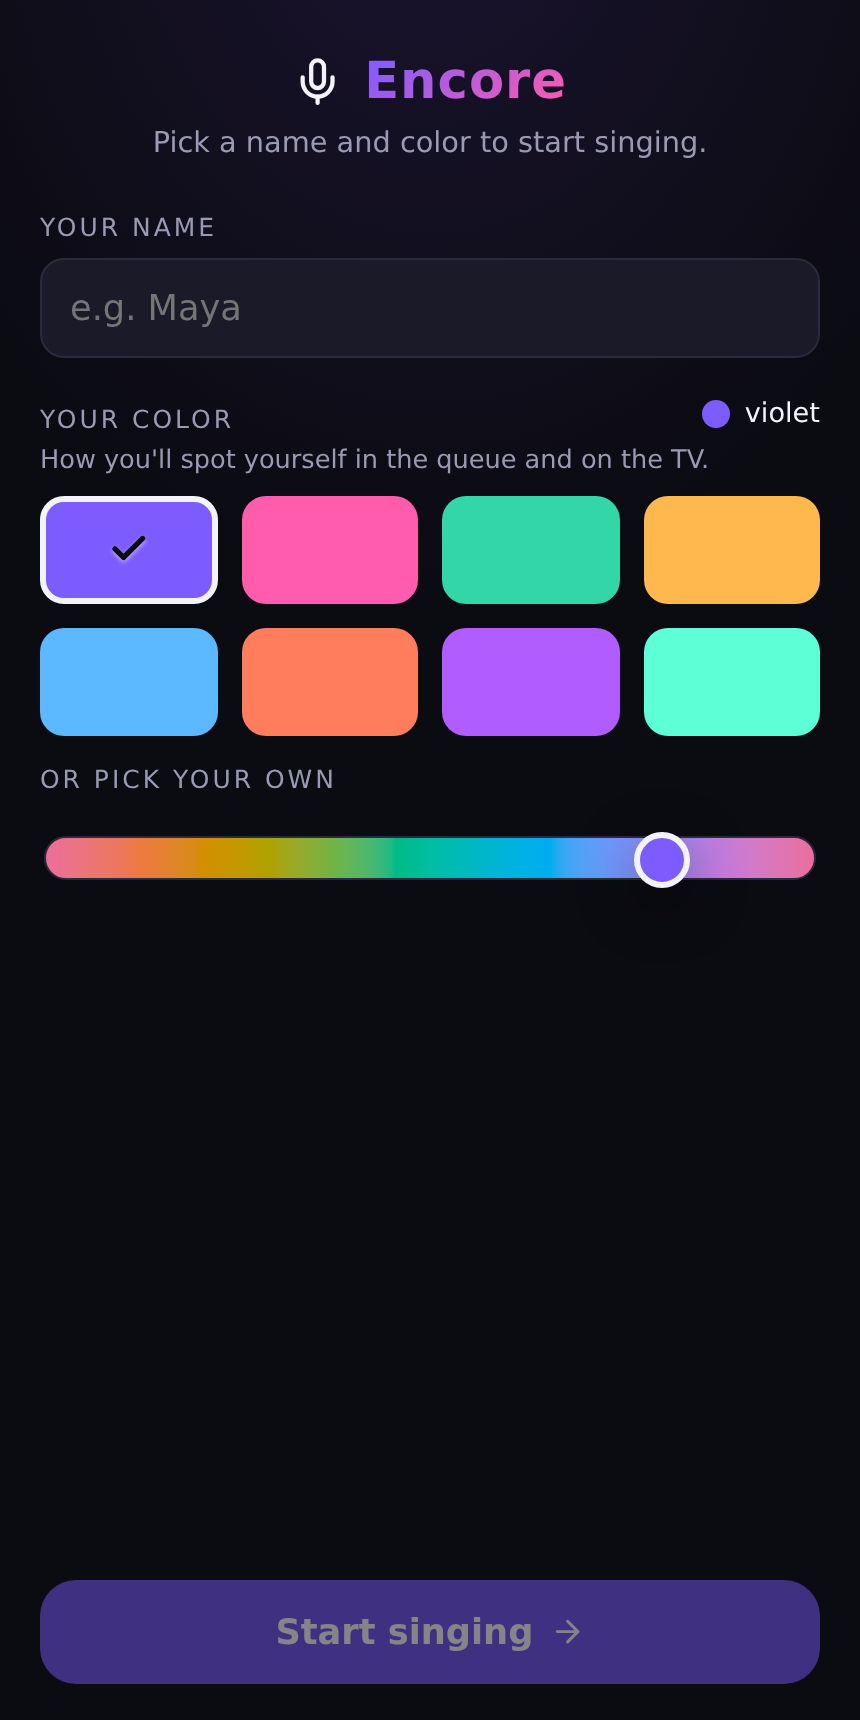 Encore
Pick a name and color to start singing.
YOUR NAME
e.g. Maya
YOUR COLOR
violet
How you'll spot yourself in the queue and on the TV.
OR PICK YOUR OWN
Start singing →